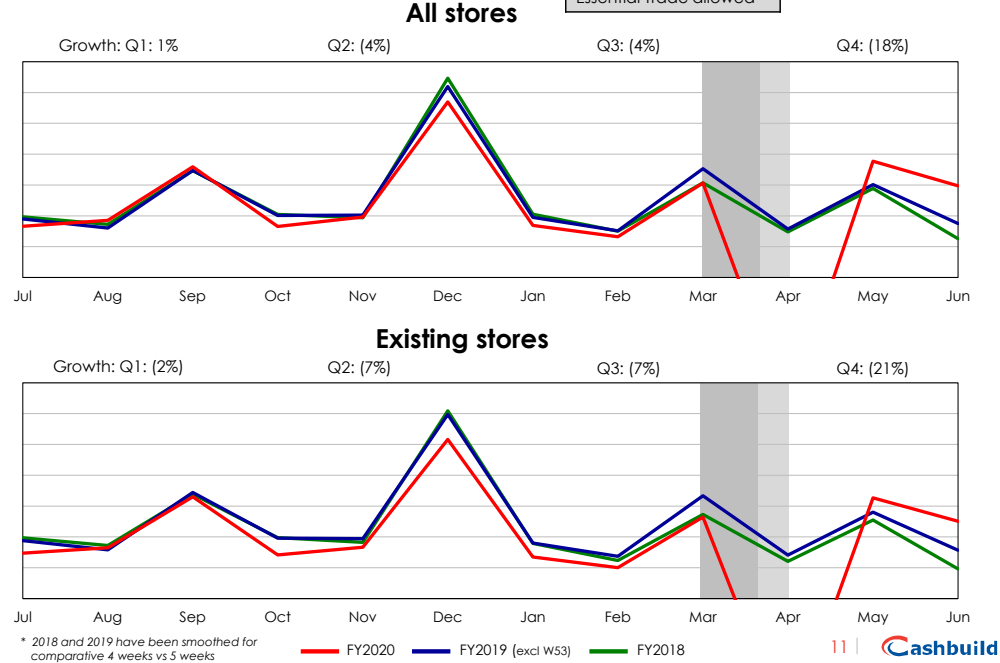 Essential trade allowed
All stores
Growth: Q1: 1% Q2: (4%) Q3: (4%) Q4: (18%)
Jul Aug Sep Oct Nov Dec Jan Feb Mar Apr May Jun
Existing stores
Growth: Q1: (2%) Q2: (7%) Q3: (7%) Q4: (21%)
Jul Aug Sep Oct Nov Dec Jan Feb Mar Apr May Jun
* 2018 and 2019 have been smoothed for
comparative 4 weeks vs 5 weeks
FY2020 FY2019 (excl W53) FY2018
11 | Cashbuild